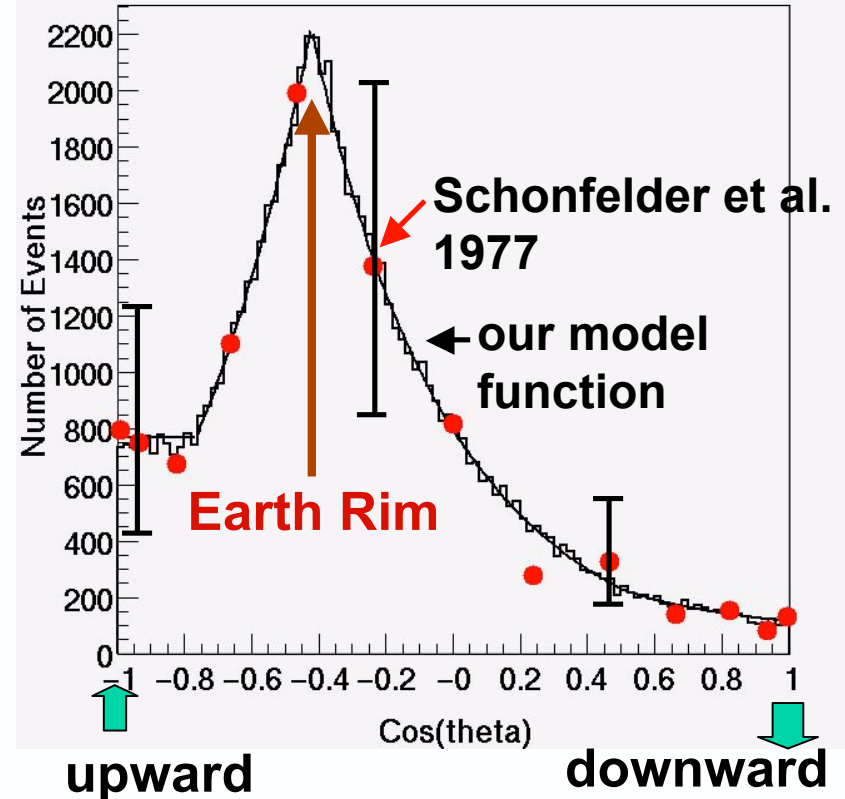 2200
2000
1800
1600
1400
1200
1000
800
600
400
200
0
Number of Events
Schonfelder et al.
1977
our model
function
Earth Rim
−1 −0.8 −0.6 −0.4 −0.2 −0 0.2 0.4 0.6 0.8 1
Cos(theta)
upward
downward